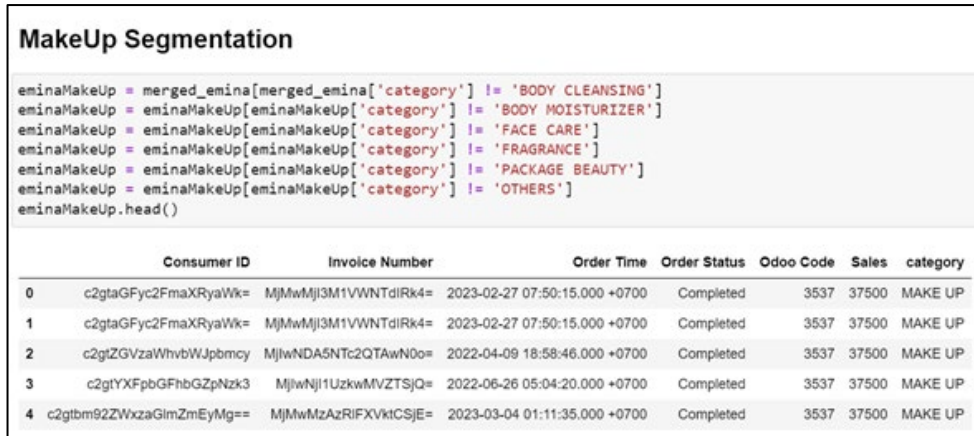 MakeUp Segmentation
eminaMakeUp = merged_emina[merged_emina['category'] != 'BODY CLEANSING']
eminaMakeUp = eminaMakeUp[eminaMakeUp['category'] != 'BODY MOISTURIZER']
eminaMakeUp = eminaMakeUp[eminaMakeUp['category'] != 'FACE CARE']
eminaMakeUp = eminaMakeUp[eminaMakeUp['category'] != 'FRAGRANCE']
eminaMakeUp = eminaMakeUp[eminaMakeUp['category'] != 'PACKAGE BEAUTY']
eminaMakeUp = eminaMakeUp[eminaMakeUp['category'] != 'OTHERS']
eminaMakeUp.head()
Consumer ID Invoice Number Order Time Order Status Odoo Code Sales category
0 c2gtaGFyc2FmaXRyaWk= MjMwMjI3M1VWNTdIRk4= 2023-02-27 07:50:15.000 +0700 Completed 3537 37500 MAKE UP
1 c2gtaGFyc2FmaXRyaWk= MjMwMjI3M1VWNTdIRk4= 2023-02-27 07:50:15.000 +0700 Completed 3537 37500 MAKE UP
2 c2gtZGVzaWhvbWJpbmcy MjIwNDA5NTc2QTAwN0o= 2022-04-09 18:58:46.000 +0700 Completed 3537 37500 MAKE UP
3 c2gtYXFpbGFhbGZpNzk3 MjIwNjI1UzkwMVZTSjQ= 2022-06-26 05:04:20.000 +0700 Completed 3537 37500 MAKE UP
4 c2gtbm92ZWxzaGlmZmEyMg== MjMwMzAzRlFXVktCSjE= 2023-03-04 01:11:35.000 +0700 Completed 3537 37500 MAKE UP